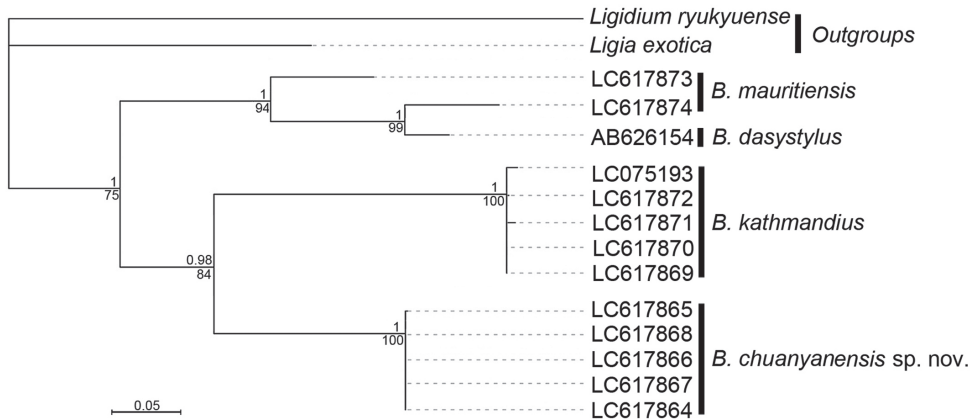 Ligidium ryukyuense
Ligia exotica
Outgroups
LC617873
LC617874
B. mauritiensis
AB626154
B. dasystylus
LC075193
LC617872
LC617871
LC617870
LC617869
B. kathmandius
LC617865
LC617868
LC617866
LC617867
LC617864
B. chuanyanensis sp. nov.
1
94
1
99
1
75
1
100
0.98
84
1
100
0.05